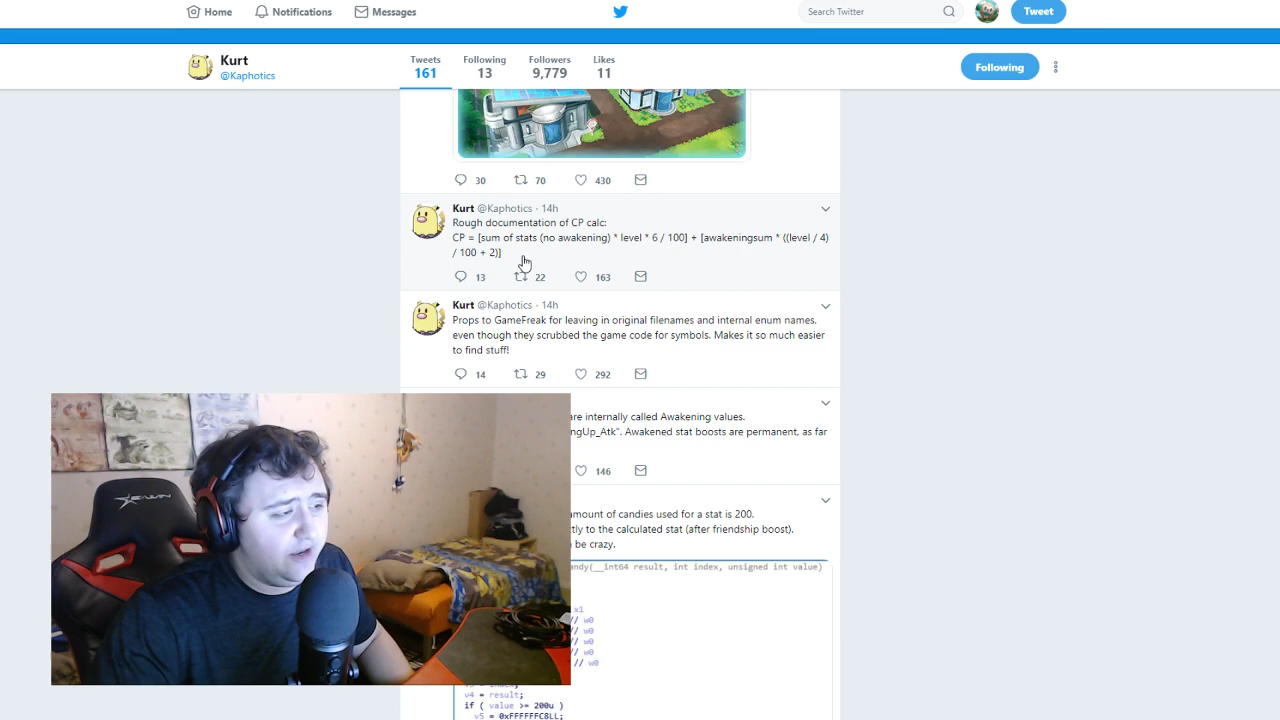 Home Notifications Messages Search Twitter Tweet
Kurt
@Kaphotics
Tweets Following Followers Likes
161 13 9,779 11
Following
30 70 430
Kurt @Kaphotics · 14h
Rough documentation of CP calc:
CP = [sum of stats (no awakening) * level * 6 / 100] + [awakeningsum * ((level / 4)
/ 100 + 2)]
13 22 163
Kurt @Kaphotics · 14h
Props to GameFreak for leaving in original filenames and internal enum names,
even though they scrubbed the game code for symbols. Makes it so much easier
to find stuff!
14 29 292
are internally called Awakening values.
ngUp_Atk". Awakened stat boosts are permanent, as far
146
amount of candies used for a stat is 200.
tly to the calculated stat (after friendship boost).
be crazy.
andy(__int64 result, int index, unsigned int value)
x1
// w0
// w0
// w0
// w0
// w0
v4 = result;
if ( value >= 200u )
v5 = 0xFFFFFFC8LL;